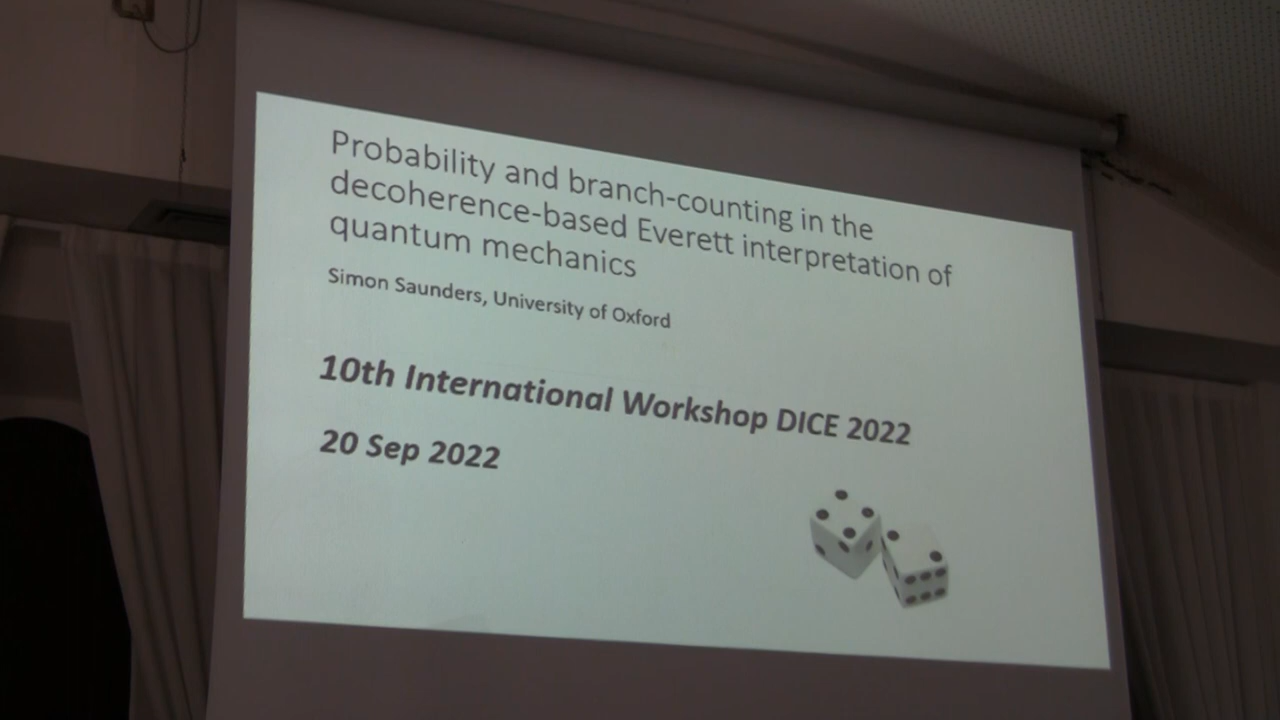 Probability and branch-counting in the
decoherence-based Everett interpretation of
quantum mechanics
Simon Saunders, University of Oxford
10th International Workshop DICE 2022
20 Sep 2022